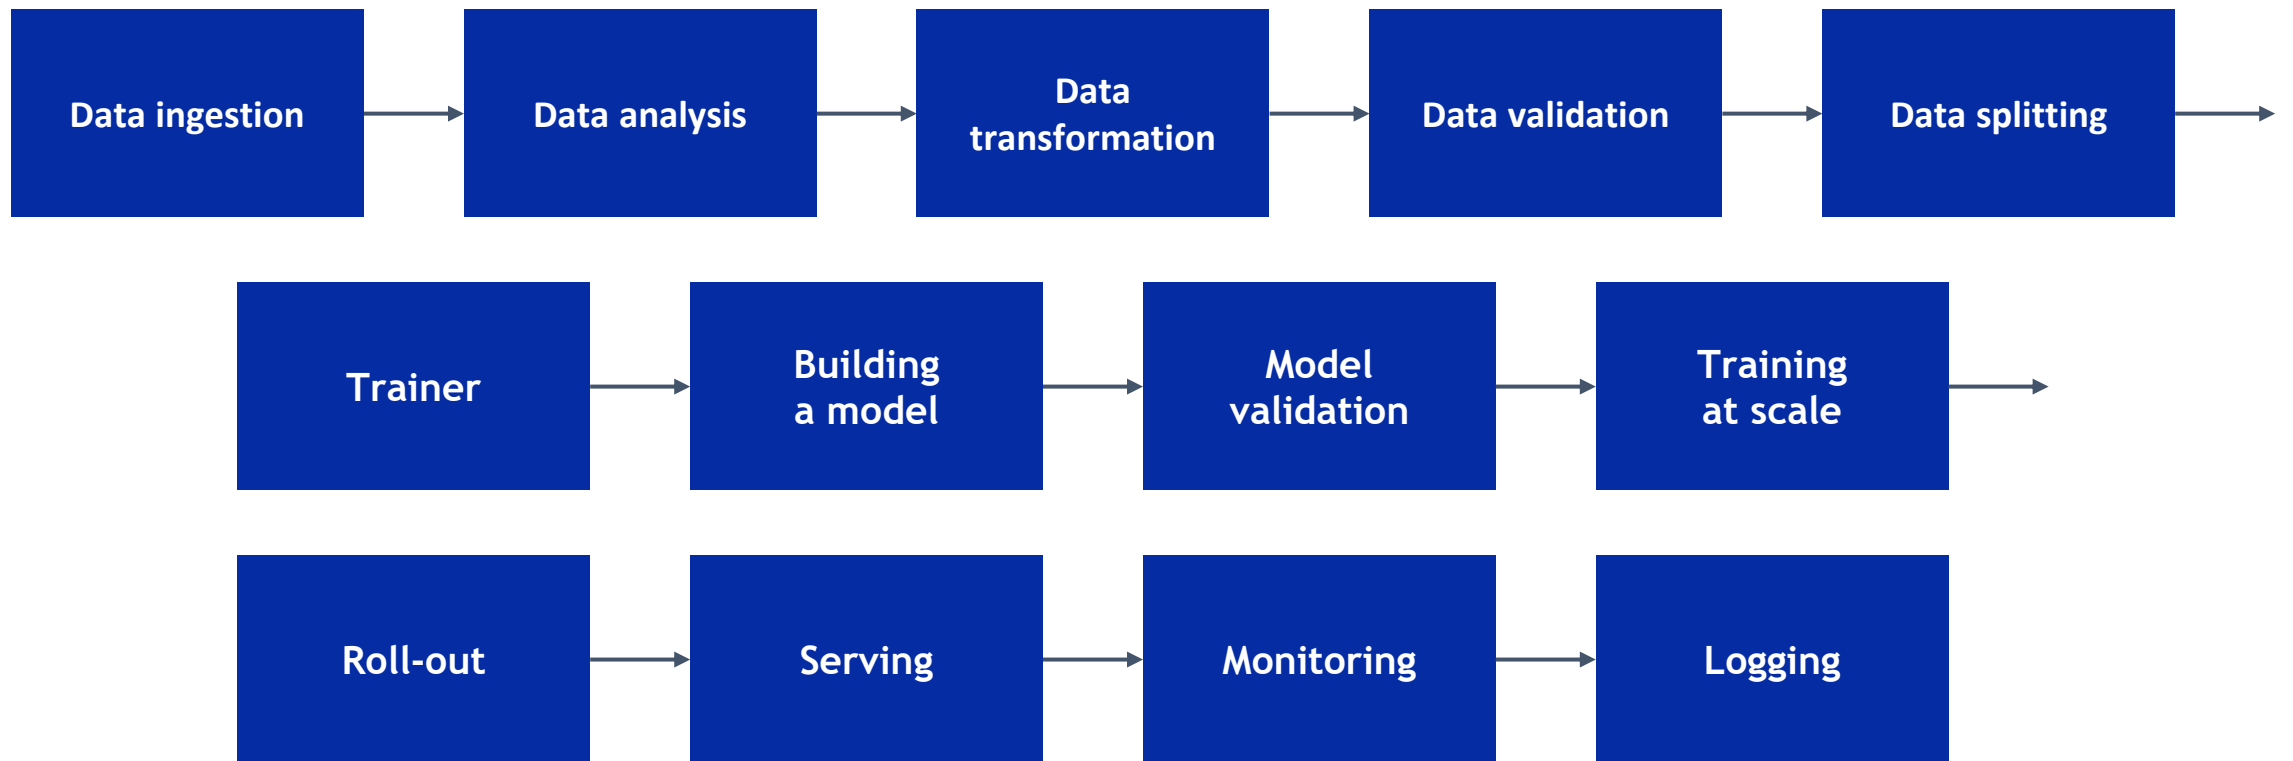 Data ingestion
Data analysis
Data
transformation
Data validation
Data splitting
Trainer
Building
a model
Model
validation
Training
at scale
Roll-out
Serving
Monitoring
Logging